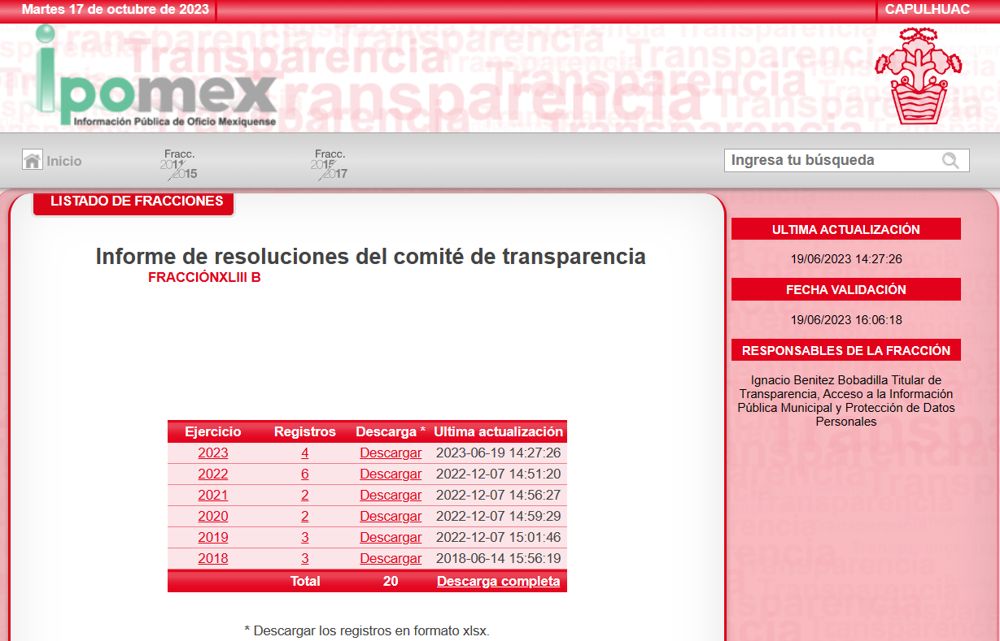 Martes 17 de octubre de 2023
CAPULHUAC
ipomex
Información Pública de Oficio Mexiquense
Transparencia
Inicio
Fracc.
2011
2015
Fracc.
2015
2017
Ingresa tu búsqueda
LISTADO DE FRACCIONES
Informe de resoluciones del comité de transparencia
FRACCIÓNXLIII B
Ejercicio Registros Descarga * Ultima actualización
2023 4 Descargar 2023-06-19 14:27:26
2022 6 Descargar 2022-12-07 14:51:20
2021 2 Descargar 2022-12-07 14:56:27
2020 2 Descargar 2022-12-07 14:59:29
2019 3 Descargar 2022-12-07 15:01:46
2018 3 Descargar 2018-06-14 15:56:19
Total 20 Descarga completa
* Descargar los registros en formato xlsx.
ULTIMA ACTUALIZACIÓN
19/06/2023 14:27:26
FECHA VALIDACIÓN
19/06/2023 16:06:18
RESPONSABLES DE LA FRACCIÓN
Ignacio Benitez Bobadilla Titular de
Transparencia, Acceso a la Información
Pública Municipal y Protección de Datos
Personales